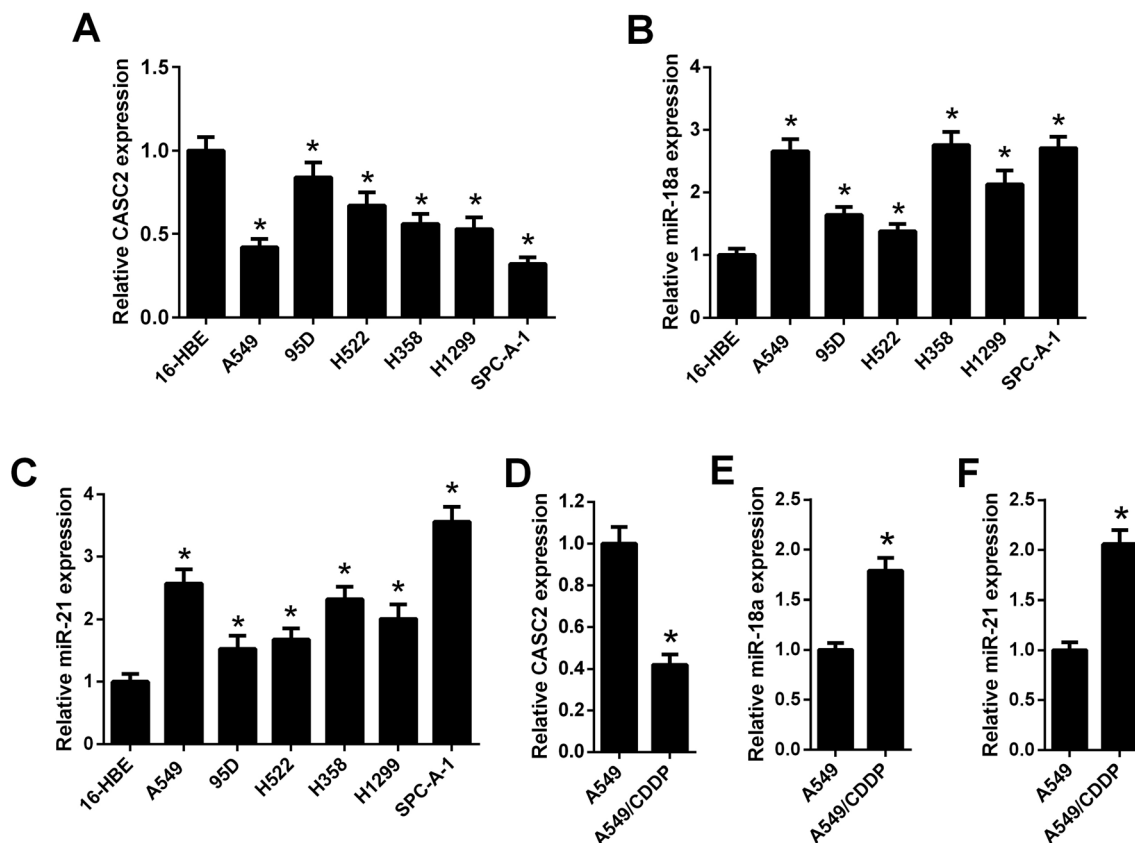 A
Relative CASC2 expression
1.5
1.0
0.5
0.0
*
*
*
*
*
*
16-HBE
A549
95D
H522
H358
H1299
SPC-A-1
B
Relative miR-18a expression
4
3
2
1
0
*
*
*
*
*
*
16-HBE
A549
95D
H522
H358
H1299
SPC-A-1
C
Relative miR-21 expression
4
3
2
1
0
*
*
*
*
*
*
16-HBE
A549
95D
H522
H358
H1299
SPC-A-1
D
Relative CASC2 expression
1.2
1.0
0.8
0.6
0.4
0.2
0.0
*
A549
A549/CDDP
E
Relative miR-18a expression
2.5
2.0
1.5
1.0
0.5
0.0
*
A549
A549/CDDP
F
Relative miR-21 expression
2.5
2.0
1.5
1.0
0.5
0.0
*
A549
A549/CDDP